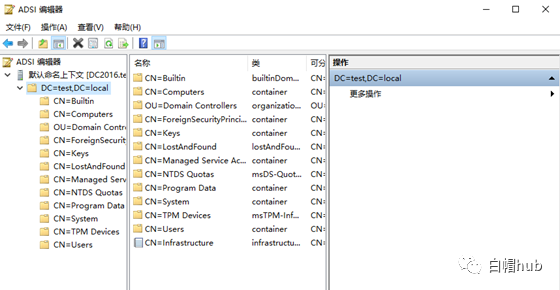 ADSI 编辑器
文件(F) 操作(A) 查看(V) 帮助(H)
ADSI 编辑器
默认命名上下文 [DC2016.te
DC=test,DC=local
CN=Builtin
CN=Computers
OU=Domain Contro
CN=ForeignSecurity
CN=Keys
CN=LostAndFound
CN=Managed Servic
CN=NTDS Quotas
CN=Program Data
CN=System
CN=TPM Devices
CN=Users
名称 类 可分
CN=Builtin builtinDom... CN=
CN=Computers container CN=
OU=Domain Controllers organizatio... OU=
CN=ForeignSecurityPrinci... container CN=
CN=Keys container CN=
CN=LostAndFound lostAndFou... CN=
CN=Managed Service Ac... container CN=
CN=NTDS Quotas msDS-Quot... CN=
CN=Program Data container CN=
CN=System container CN=
CN=TPM Devices msTPM-Inf... CN=
CN=Users container CN=
CN=Infrastructure infrastructu... CN=
操作
DC=test,DC=local
更多操作
白帽hub